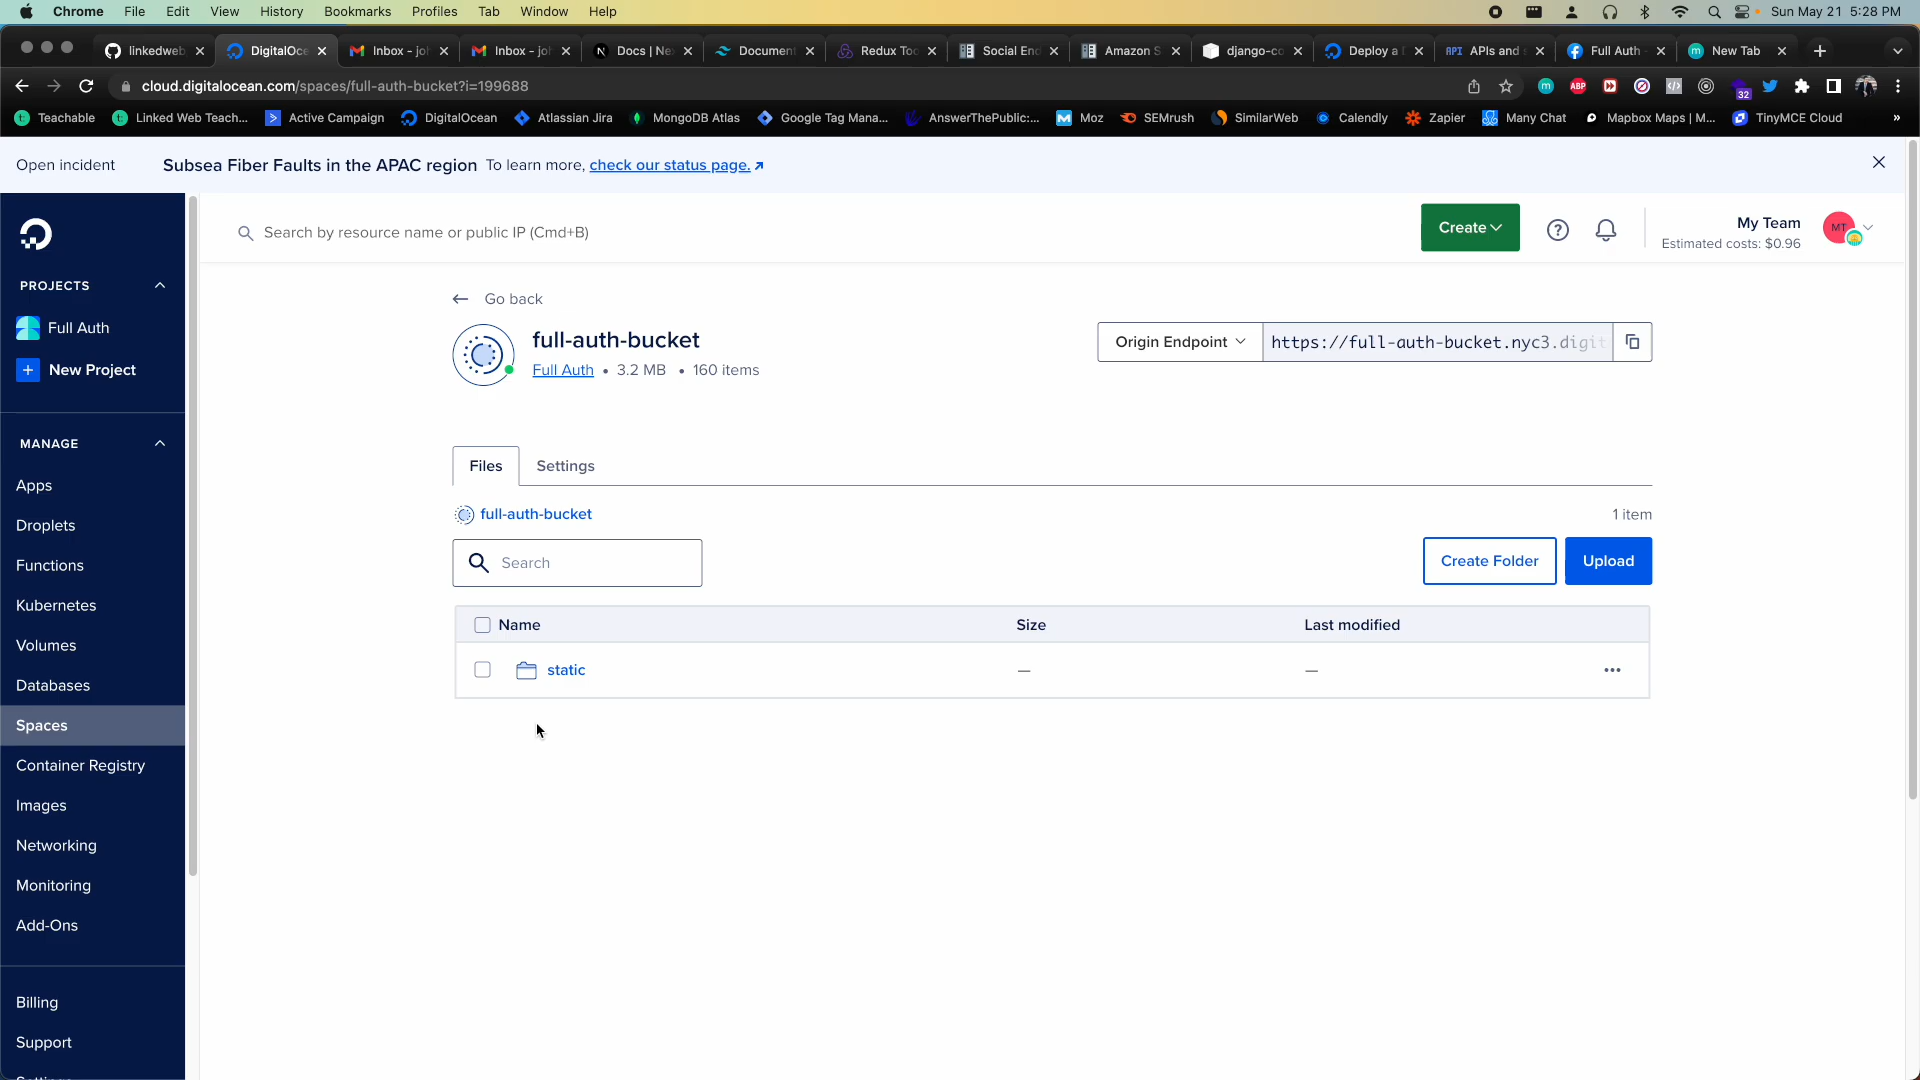 Chrome File Edit View History Bookmarks Profiles Tab Window Help Sun May 21 5:28 PM
linkedweb DigitalOce Inbox - jo Inbox - jo Docs | Ne Document Redux Too Social End Amazon S django-co Deploy a APIs and Full Auth New Tab
cloud.digitalocean.com/spaces/full-auth-bucket?i=199688 ABP 32
Teachable Linked Web Teach... Active Campaign DigitalOcean Atlassian Jira MongoDB Atlas Google Tag Mana... AnswerThePublic:... Moz SEMrush SimilarWeb Calendly Zapier Many Chat Mapbox Maps | M... TinyMCE Cloud »
Open incident Subsea Fiber Faults in the APAC region To learn more, check our status page.
Search by resource name or public IP (Cmd+B)
Create
My Team
Estimated costs: $0.96
MT
PROJECTS
Full Auth
New Project
MANAGE
Apps
Droplets
Functions
Kubernetes
Volumes
Databases
Spaces
Container Registry
Images
Networking
Monitoring
Add-Ons
Billing
Support
Settings
Go back
full-auth-bucket
Full Auth • 3.2 MB • 160 items
Origin Endpoint https://full-auth-bucket.nyc3.digit
Files Settings
full-auth-bucket 1 item
Search
Create Folder Upload
Name Size Last modified
static — —